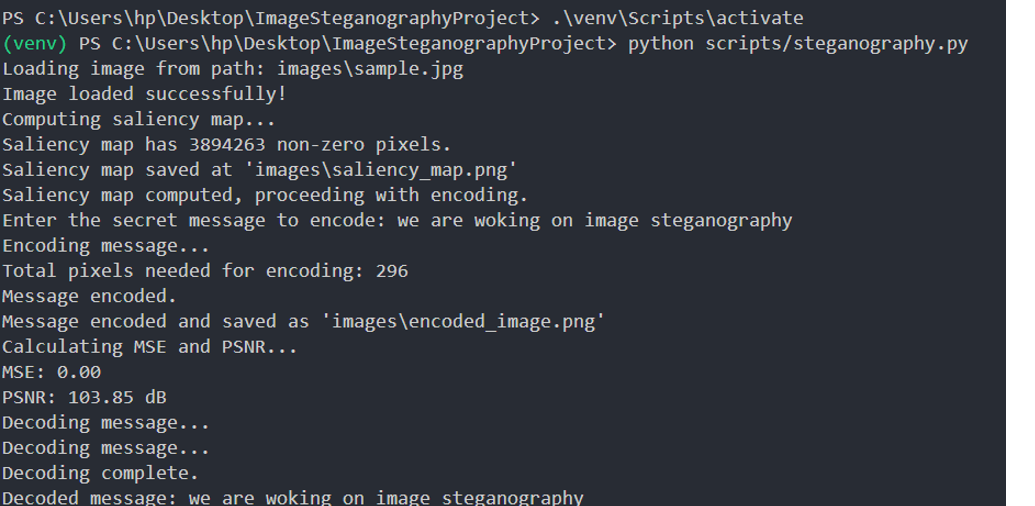 PS C:\Users\hp\Desktop\ImageSteganographyProject> .\venv\Scripts\activate
(venv) PS C:\Users\hp\Desktop\ImageSteganographyProject> python scripts/steganography.py
Loading image from path: images\sample.jpg
Image loaded successfully!
Computing saliency map...
Saliency map has 3894263 non-zero pixels.
Saliency map saved at 'images\saliency_map.png'
Saliency map computed, proceeding with encoding.
Enter the secret message to encode: we are woking on image steganography
Encoding message...
Total pixels needed for encoding: 296
Message encoded.
Message encoded and saved as 'images\encoded_image.png'
Calculating MSE and PSNR...
MSE: 0.00
PSNR: 103.85 dB
Decoding message...
Decoding message...
Decoding complete.
Decoded message: we are woking on image steganography